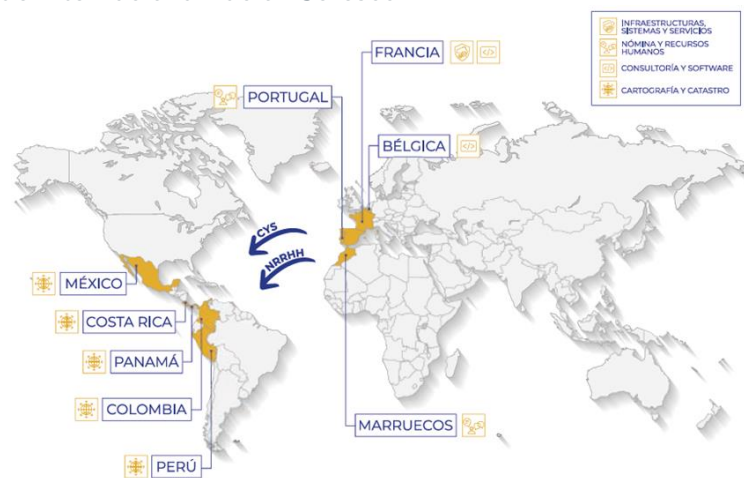 INFRAESTRUCTURAS,
SISTEMAS Y SERVICIOS
NÓMINA Y RECURSOS
HUMANOS
CONSULTORÍA Y SOFTWARE
CARTOGRAFÍA Y CATASTRO
FRANCIA
PORTUGAL
BÉLGICA
CYS
NRRHH
MÉXICO
COSTA RICA
PANAMÁ
COLOMBIA
MARRUECOS
PERÚ